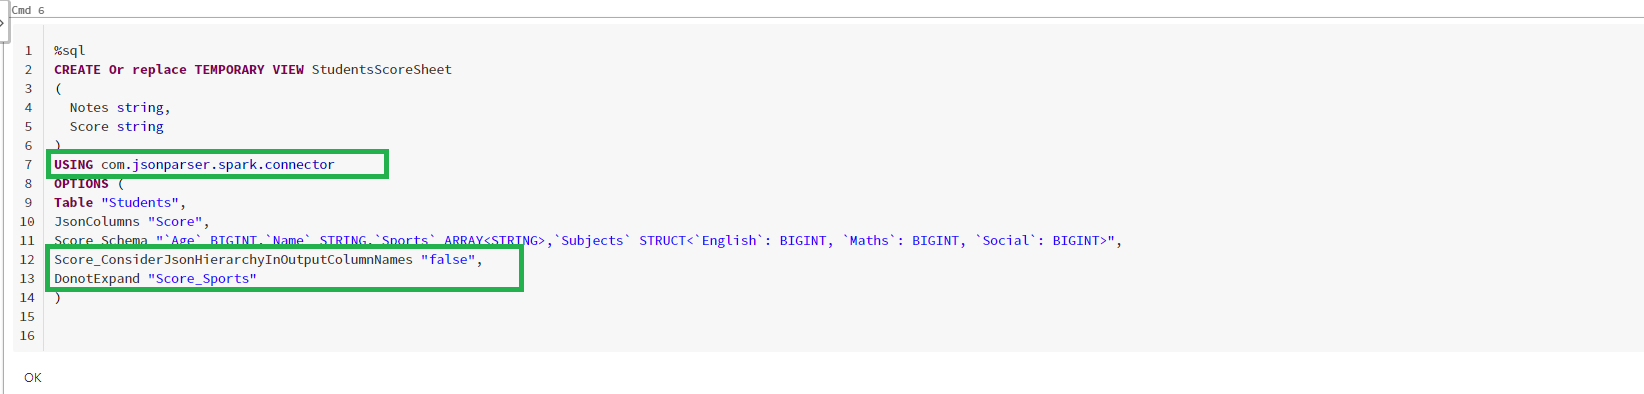 Cmd 6
1 %sql
2 CREATE Or replace TEMPORARY VIEW StudentsScoreSheet
3 (
4 Notes string,
5 Score string
6 )
7 USING com.jsonparser.spark.connector
8 OPTIONS (
9 Table "Students",
10 JsonColumns "Score",
11 Score_Schema "`Age` BIGINT,`Name` STRING,`Sports` ARRAY<STRING>,`Subjects` STRUCT<`English`: BIGINT, `Maths`: BIGINT, `Social`: BIGINT>",
12 Score_ConsiderJsonHierarchyInOutputColumnNames "false",
13 DonotExpand "Score_Sports"
14 )
15
16
OK